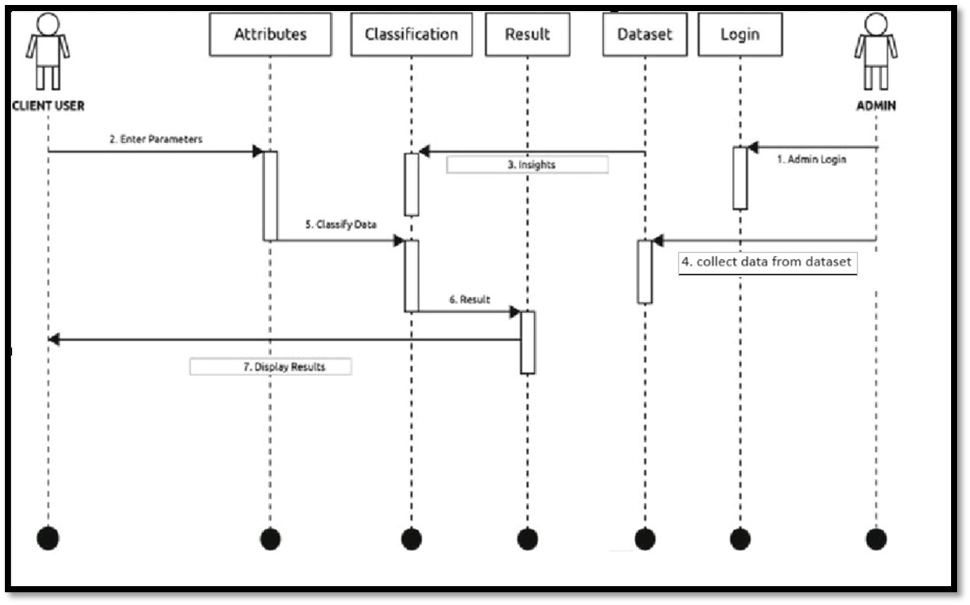 Attributes
Classification
Result
Dataset
Login
CLIENT USER
ADMIN
2. Enter Parameters
3. Insights
1. Admin Login
5. Classify Data
4. collect data from dataset
6. Result
7. Display Results